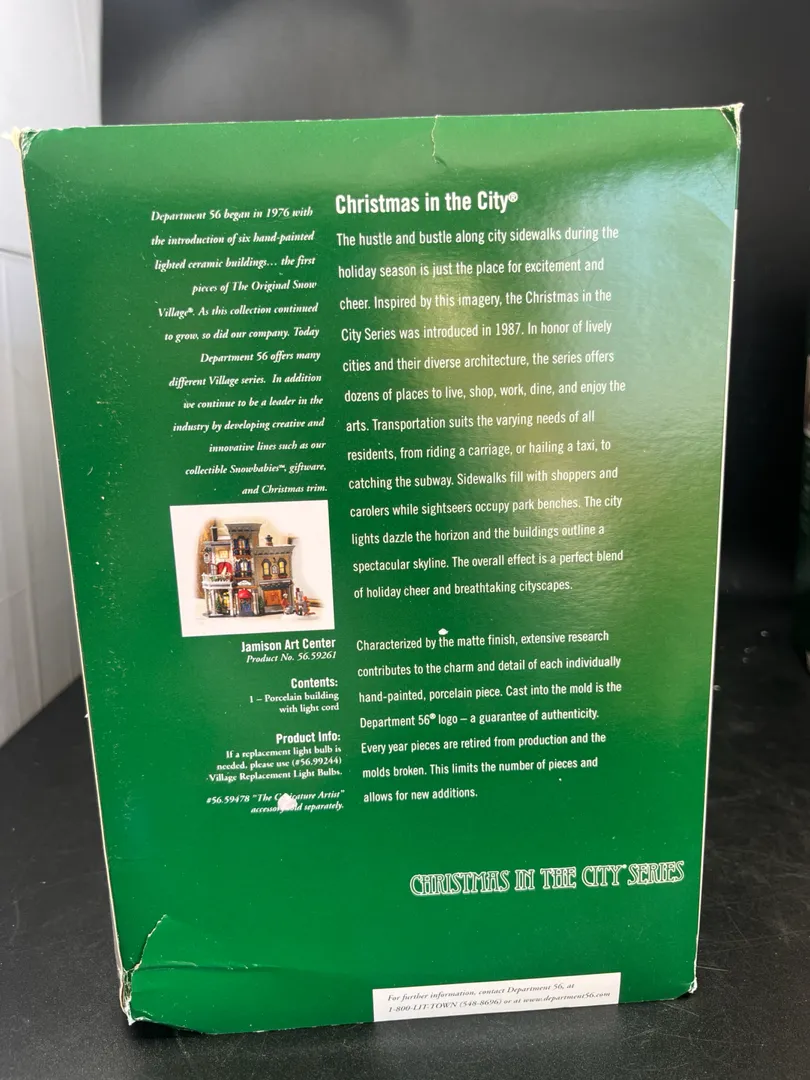 Department 56 began in 1976 with
the introduction of six hand-painted
lighted ceramic buildings... the first
pieces of The Original Snow
Village®. As this collection continued
to grow, so did our company. Today
Department 56 offers many
different Village series. In addition
we continue to be a leader in the
industry by developing creative and
innovative lines such as our
collectible Snowbabies™, giftware,
and Christmas trim.
Jamison Art Center
Product No. 56.59261
Contents:
1 – Porcelain building
with light cord
Product Info:
If a replacement light bulb is
needed, please use (#56.99244)
Village Replacement Light Bulbs.
#56.59478 "The Artist"
separately.
Christmas in the City®
The hustle and bustle along city sidewalks during the
holiday season is just the place for excitement and
cheer. Inspired by this imagery, the Christmas in the
City Series was introduced in 1987. In honor of lively
cities and their diverse architecture, the series offers
dozens of places to live, shop, work, dine, and enjoy the
arts. Transportation suits the varying needs of all
residents, from riding a carriage, or hailing a taxi, to
catching the subway. Sidewalks fill with shoppers and
carolers while sightseers occupy park benches. The city
lights dazzle the horizon and the buildings outline a
spectacular skyline. The overall effect is a perfect blend
of holiday cheer and breathtaking cityscapes.
Characterized by the matte finish, extensive research
contributes to the charm and detail of each individually
hand-painted, porcelain piece. Cast into the mold is the
Department 56® logo – a guarantee of authenticity.
Every year pieces are retired from production and the
molds broken. This limits the number of pieces and
allows for new additions.
CHRISTMAS IN THE CITY® SERIES
For further information, contact Department 56, at
1-800-LIT-TOWN (548-8696) or at www.department56.com